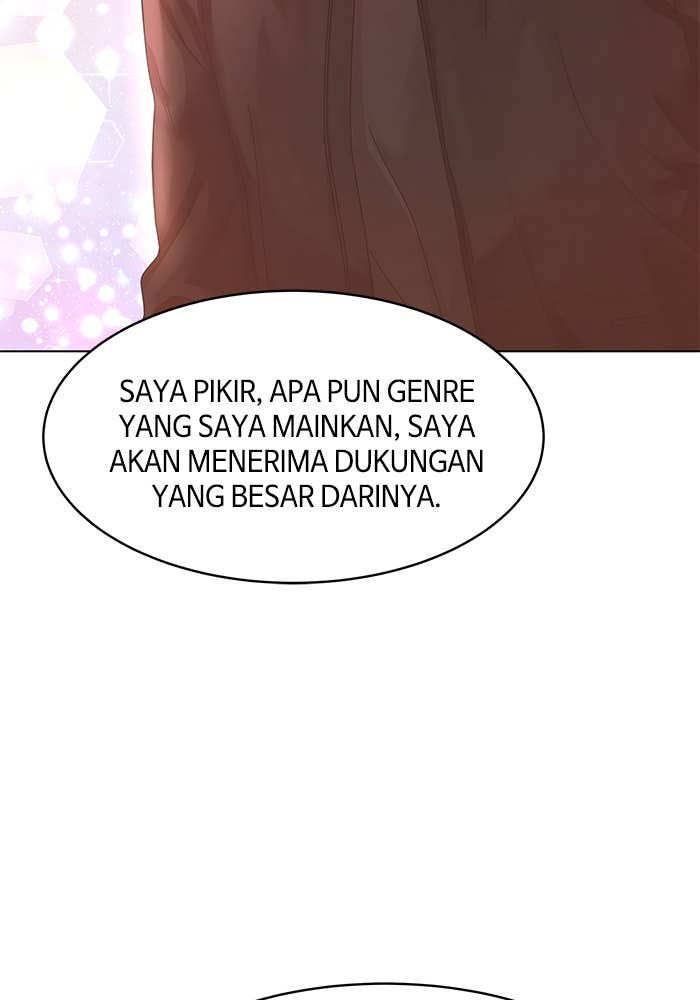 SAYA PIKIR, APA PUN GENRE
YANG SAYA MAINKAN, SAYA
AKAN MENERIMA DUKUNGAN
YANG BESAR DARINYA.